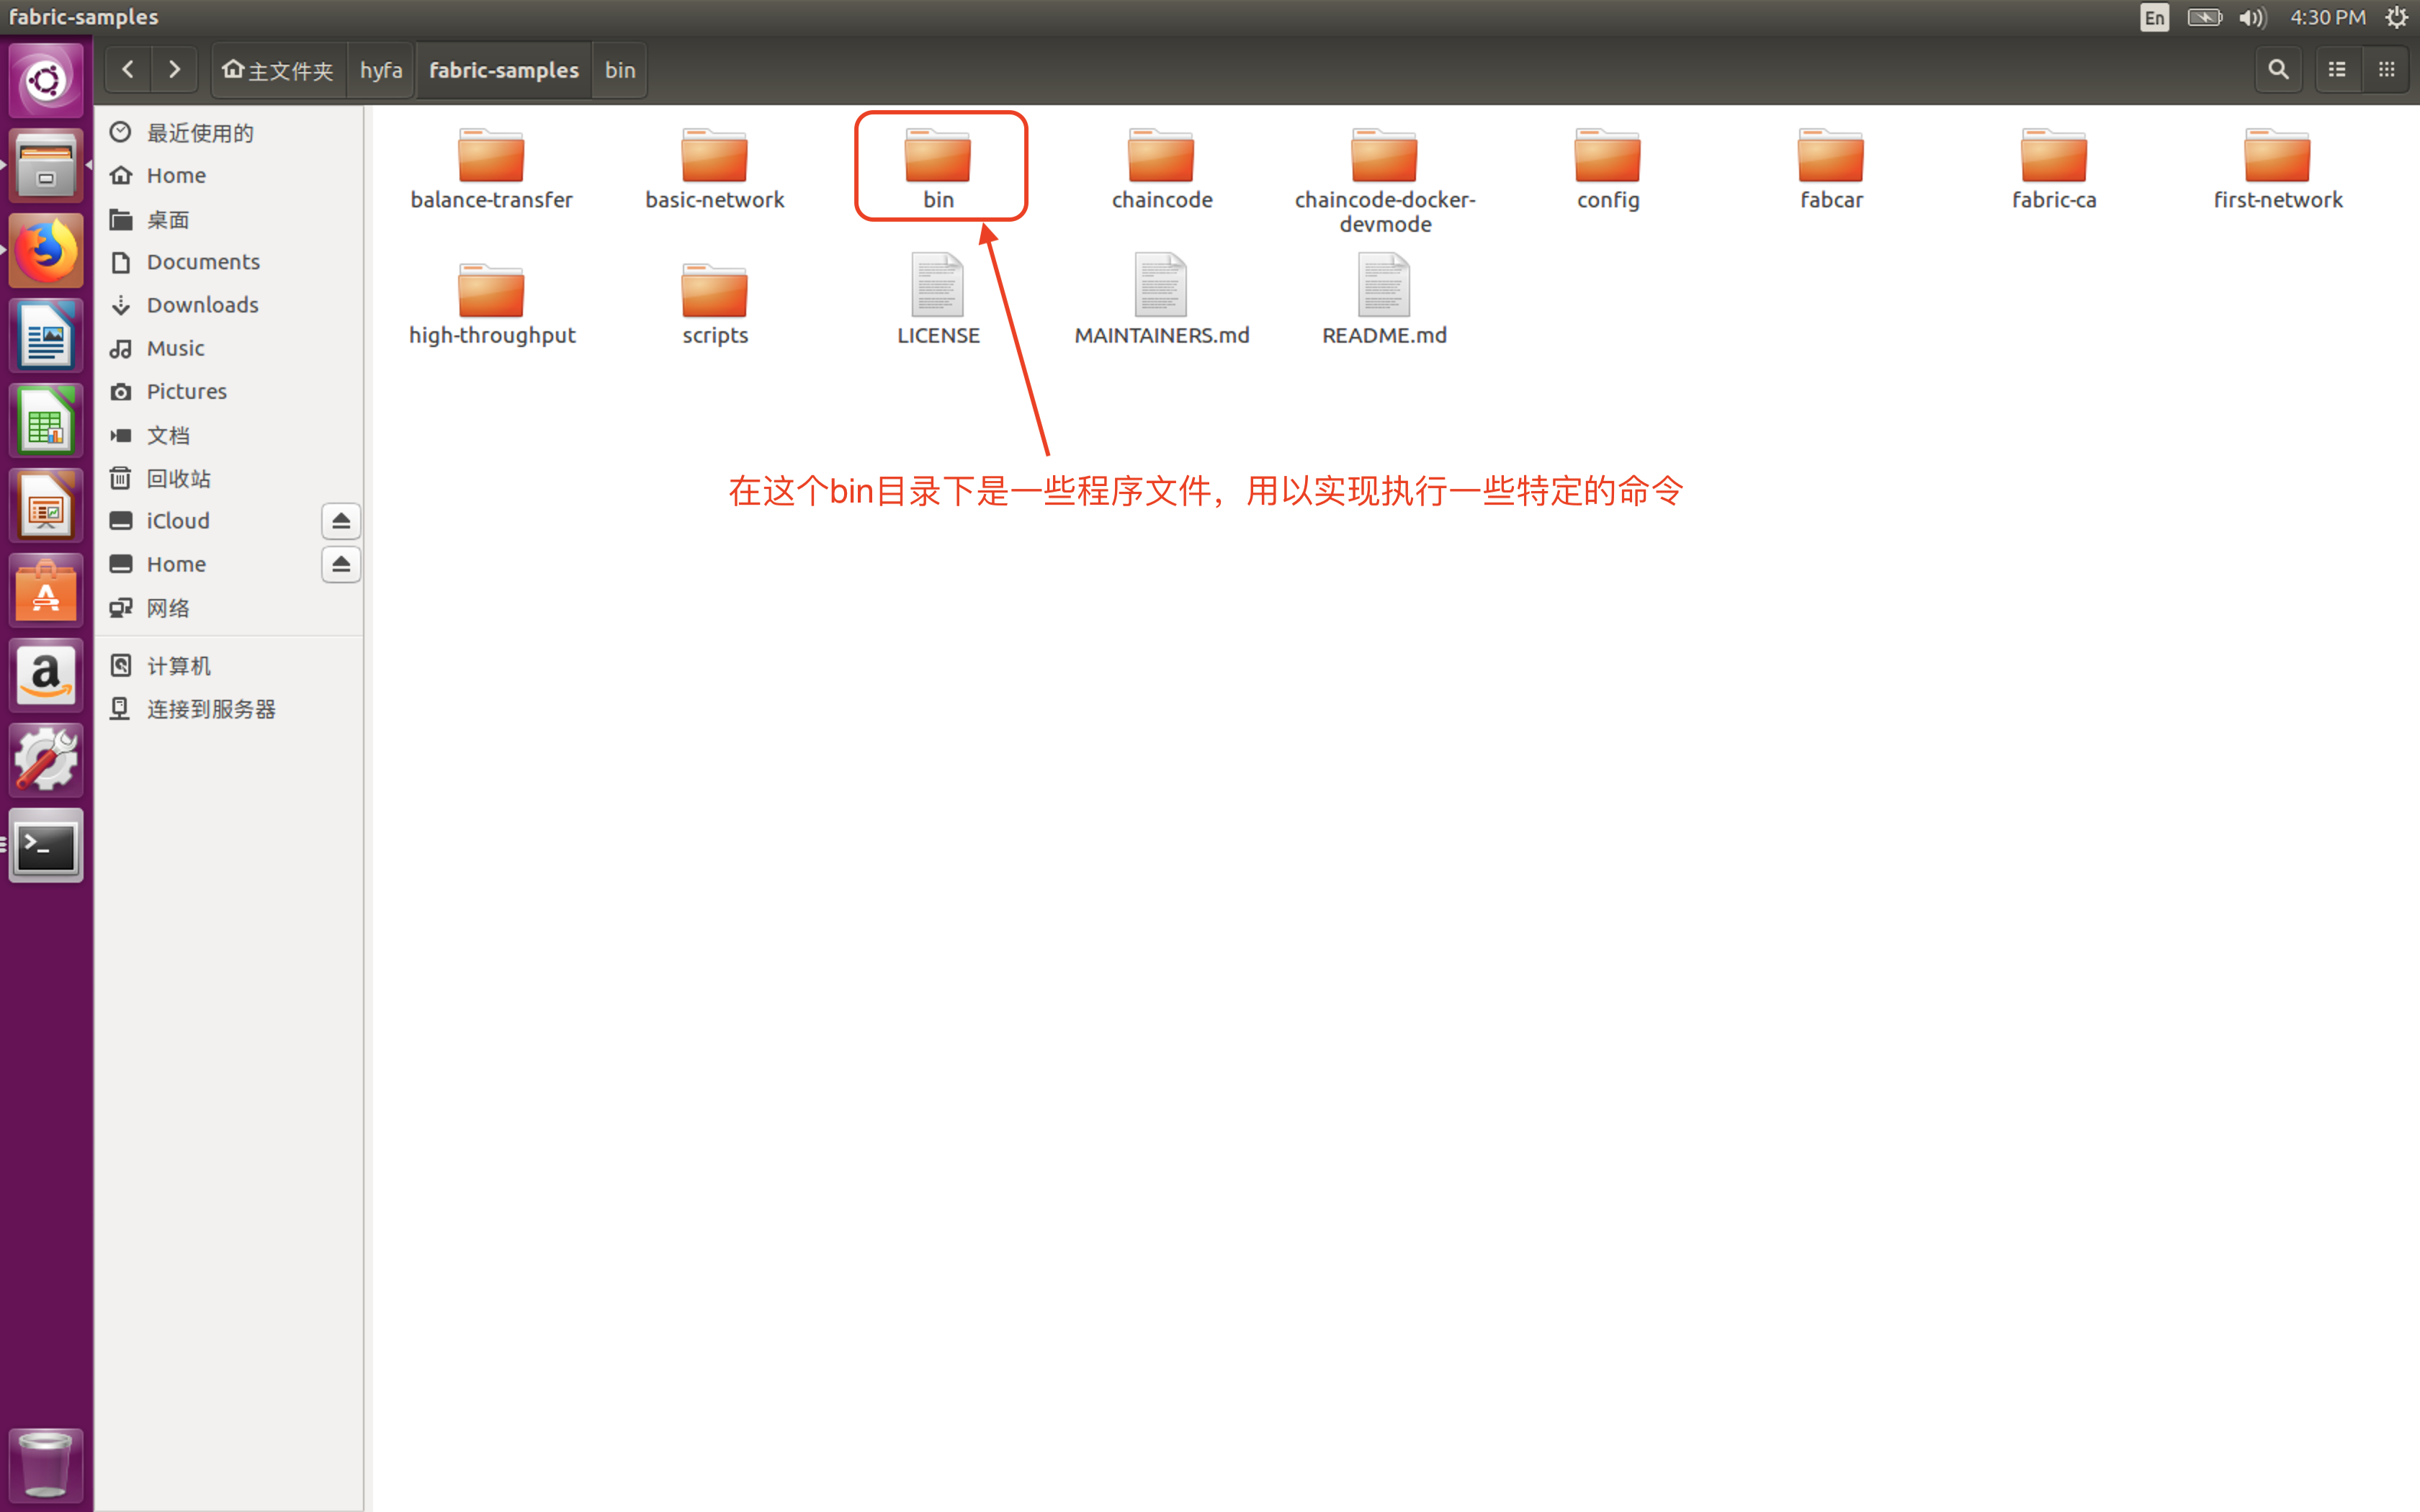 fabric-samples
En
4:30 PM
主文件夹
hyfa
fabric-samples
bin
最近使用的
Home
桌面
Documents
Downloads
Music
Pictures
文档
回收站
iCloud
Home
网络
计算机
连接到服务器
balance-transfer
basic-network
bin
chaincode
chaincode-docker-
devmode
config
fabcar
fabric-ca
first-network
high-throughput
scripts
LICENSE
MAINTAINERS.md
README.md
在这个bin目录下是一些程序文件，用以实现执行一些特定的命令